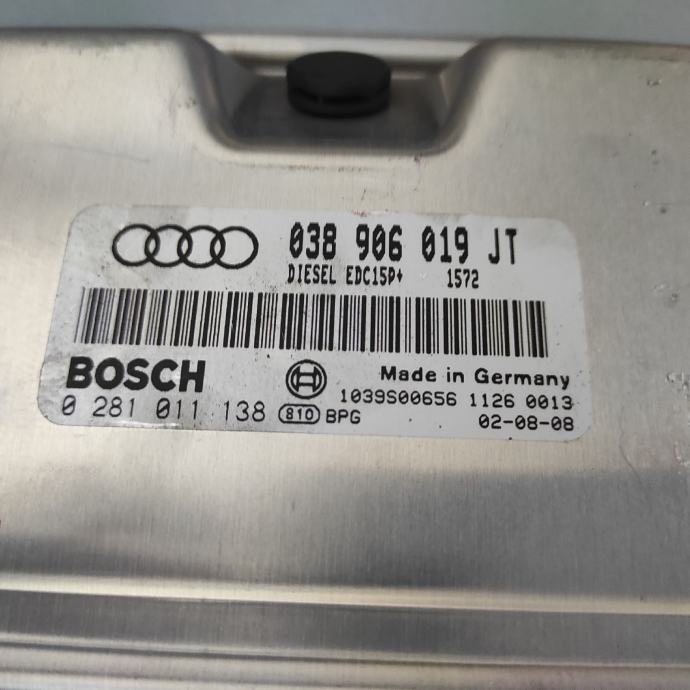 038 906 019 JT
DIESEL EDC15P+ 1572
BOSCH
Made in Germany
1039S00656 1126 0013
0 281 011 138 810 BPG
02-08-08